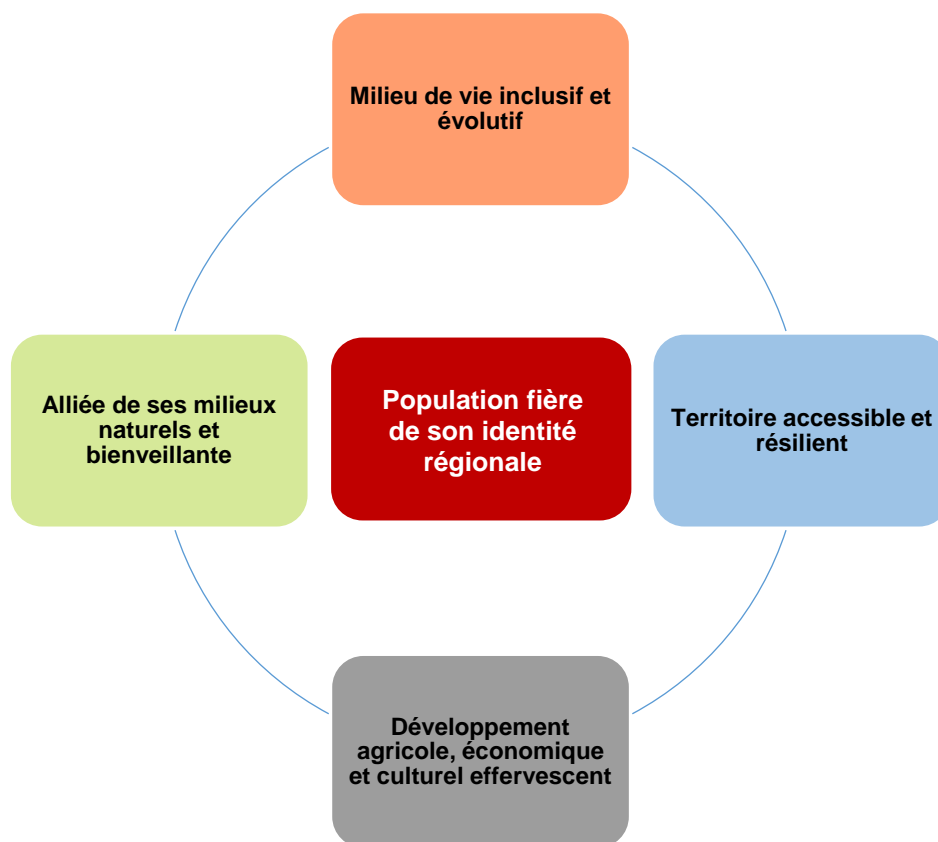 Milieu de vie inclusif et
évolutif
Alliée de ses milieux
naturels et
bienveillante
Population fière
de son identité
régionale
Territoire accessible et
résilient
Développement
agricole, économique
et culturel effervescent